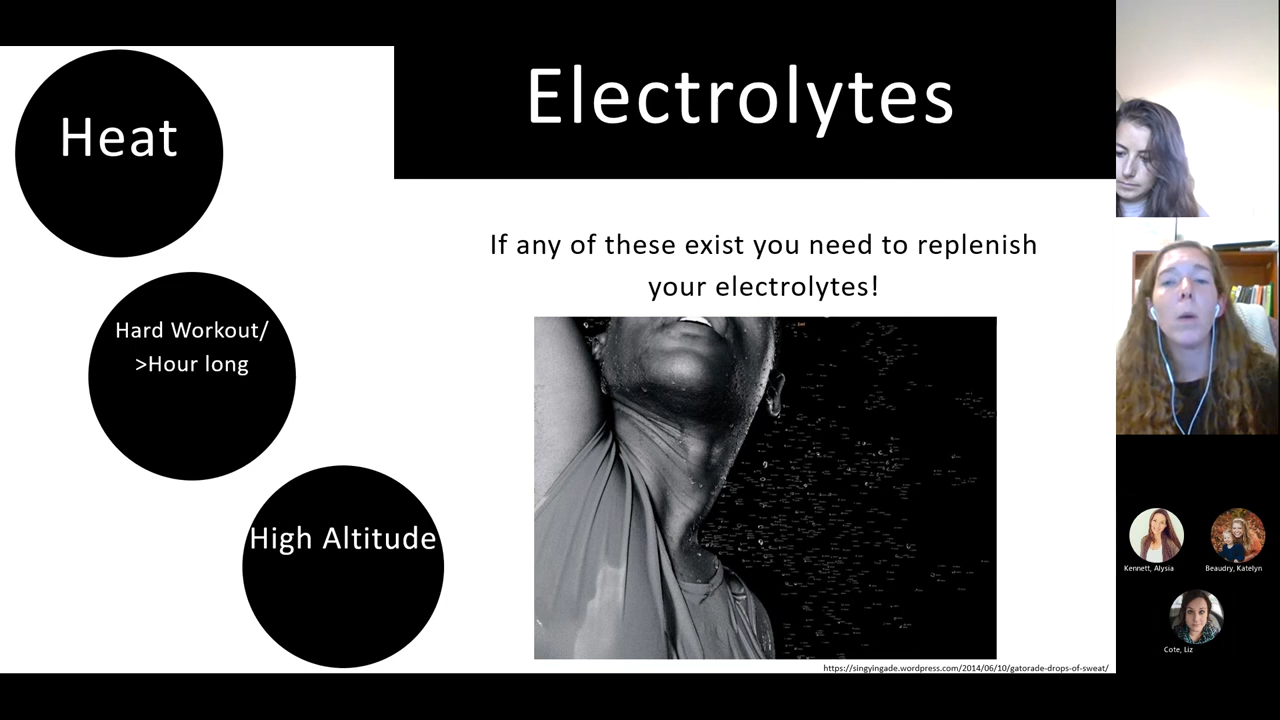 Electrolytes
Heat
Hard Workout/
>Hour long
High Altitude
If any of these exist you need to replenish
your electrolytes!
https://singyingade.wordpress.com/2014/06/10/gatorade-drops-of-sweat/
Kennett, Alysia
Beaudry, Katelyn
Cote, Liz